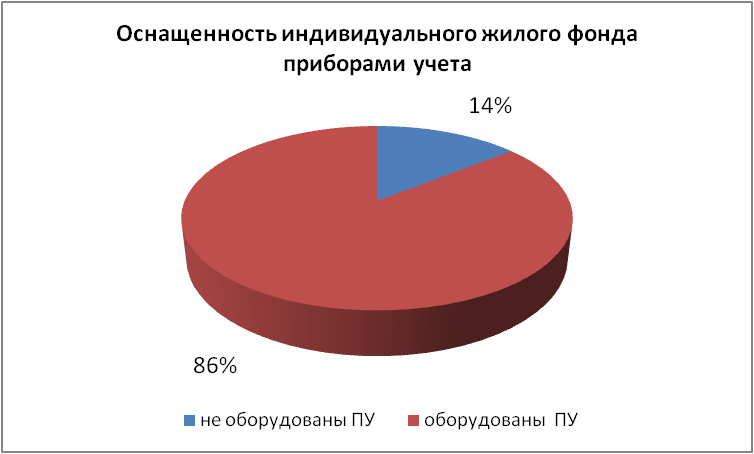 Оснащенность индивидуального жилого фонда
приборами учета
14%
86%
не оборудованы ПУ
оборудованы ПУ